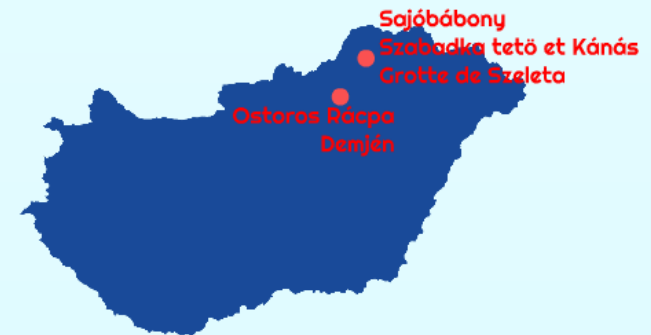 Sajóbábony
Szabadka tetö et Kánás
Grotte de Szeleta
Ostoros Rácpa
Demjén